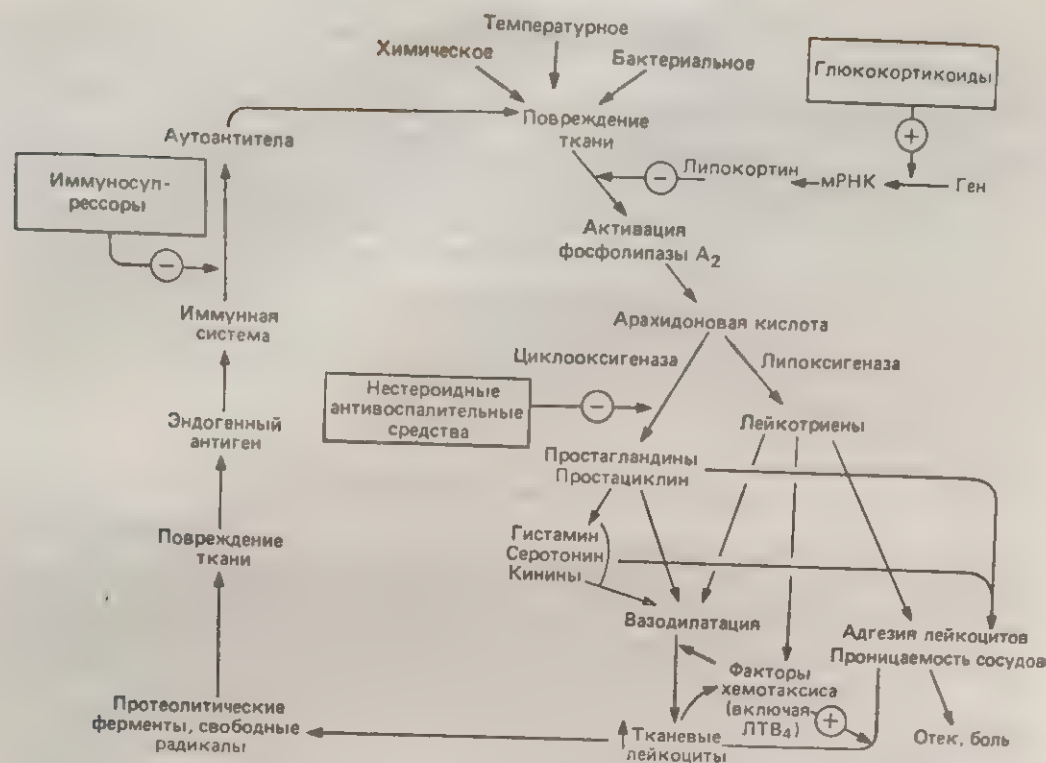 Температурное
Химическое
Бактериальное
Глюкокортикоиды
+
Повреждение
ткани
Аутоантитела
Иммуносуп-
рессоры
−
Липокортин
мРНК
Ген
−
Активация
фосфолипазы А₂
Иммунная
система
Арахидоновая кислота
Циклооксигеназа
Липоксигеназа
Нестероидные
антивоспалительные
средства
−
Эндогенный
антиген
Лейкотриены
Простагландины
Простациклин
Повреждение
ткани
Гистамин
Серотонин
Кинины
Вазодилатация
Адгезия лейкоцитов
Проницаемость сосудов
Факторы
хемотаксиса
(включая
ЛТВ₄)
+
Протеолитические
ферменты, свободные
радикалы
Тканевые
лейкоциты
Отек, боль